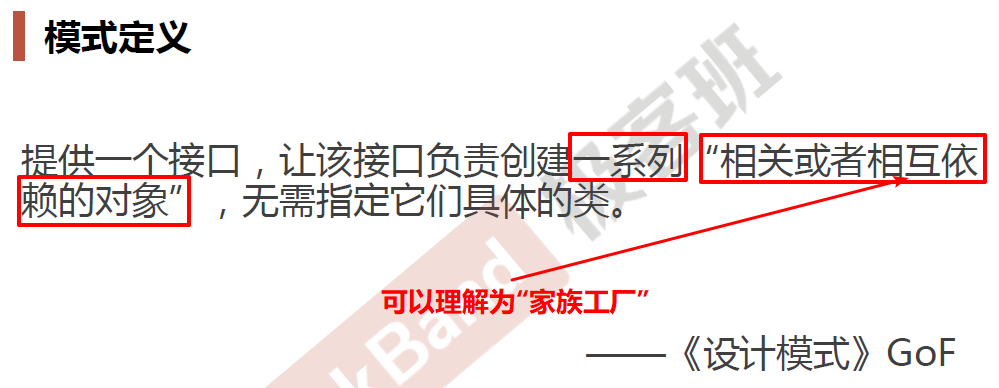 模式定义
提供一个接口，让该接口负责创建一系列“相关或者相互依
赖的对象”，无需指定它们具体的类。
可以理解为“家族工厂”
——《设计模式》GoF
kBand 极客班